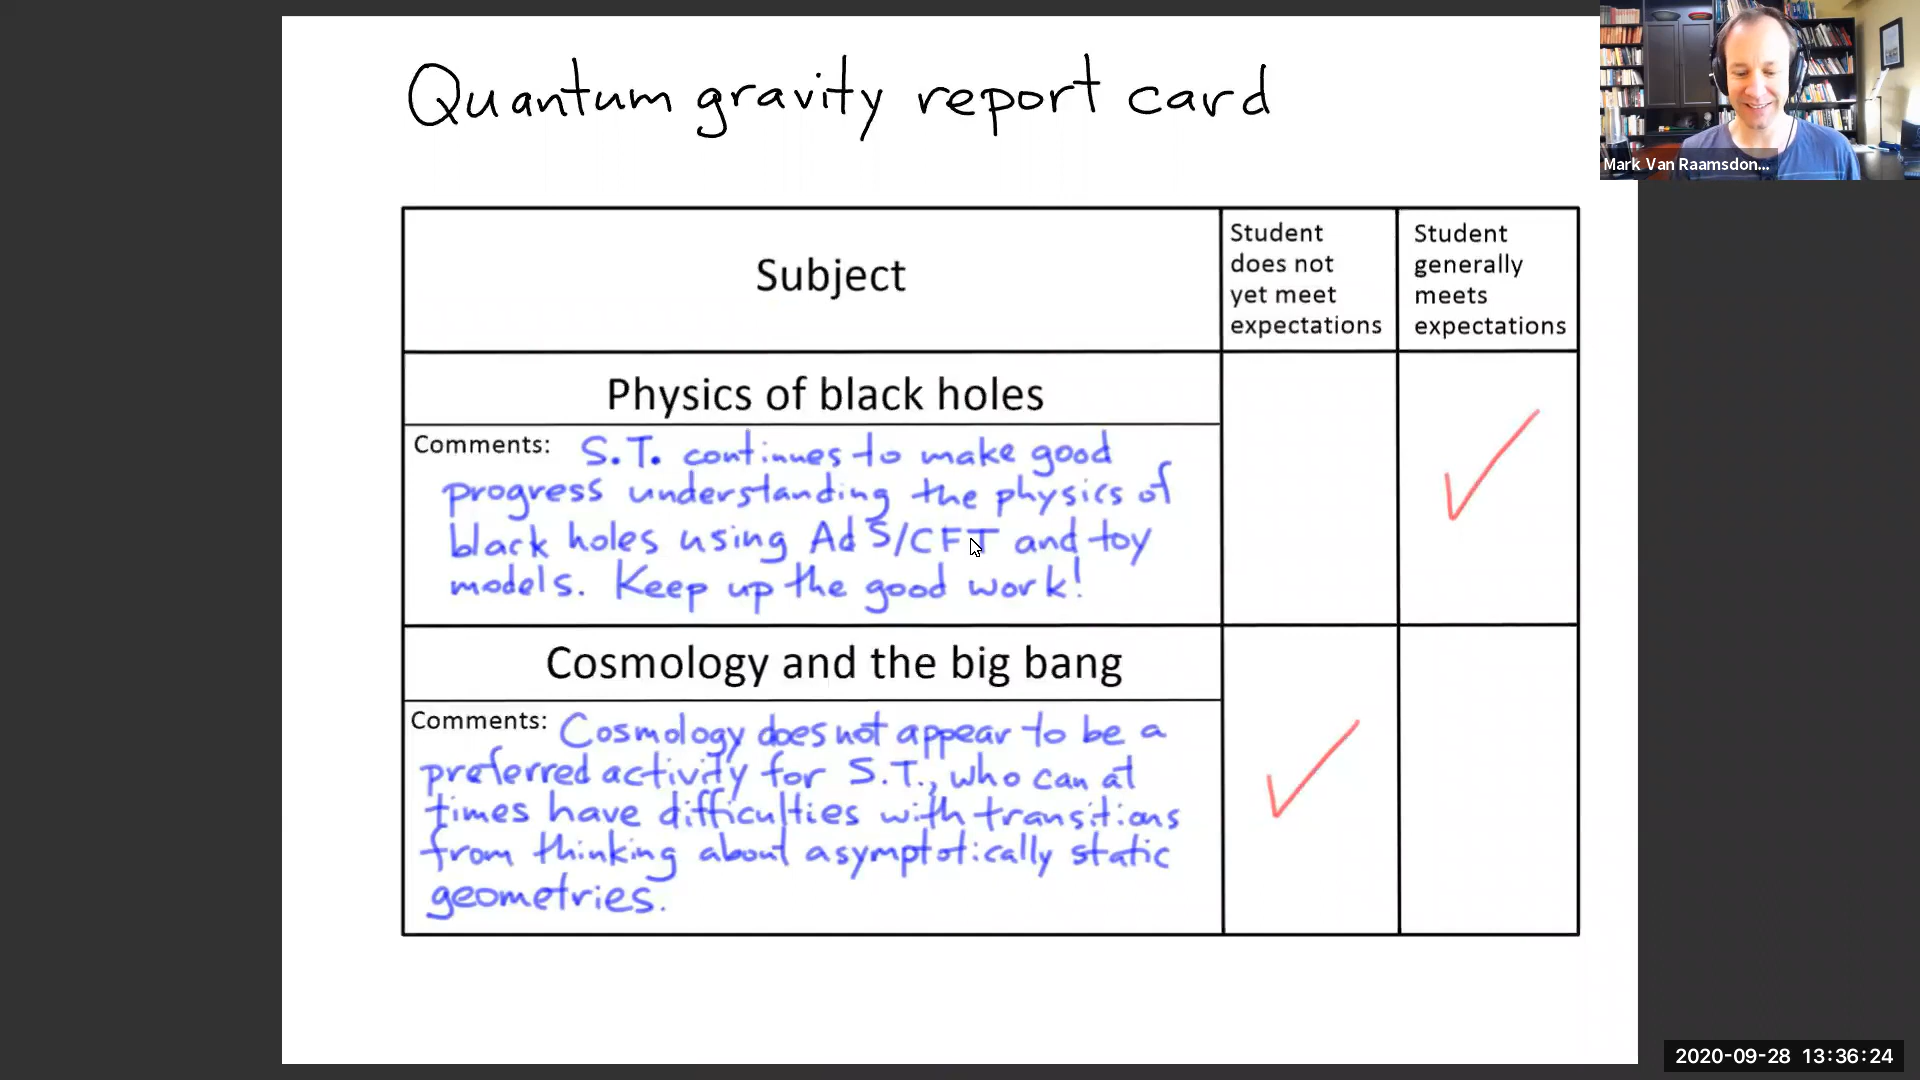 Quantum gravity report card
Mark Van Raamsdon...
Subject
Student
does not
yet meet
expectations
Student
generally
meets
expectations
Physics of black holes
Comments: S.T. continues to make good
progress understanding the physics of
black holes using AdS/CFT and toy
models. Keep up the good work!
Cosmology and the big bang
Comments: Cosmology does not appear to be a
preferred activity for S.T., who can at
times have difficulties with transitions
from thinking about asymptotically static
geometries.
2020-09-28 13:36:24